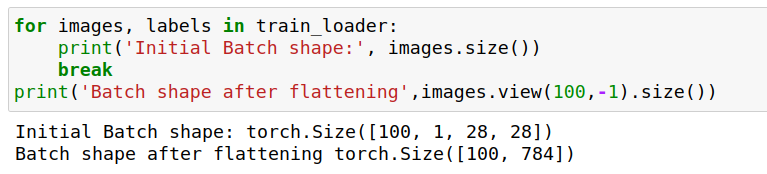 for images, labels in train_loader:
    print('Initial Batch shape:', images.size())
    break
print('Batch shape after flattening',images.view(100,-1).size())
Initial Batch shape: torch.Size([100, 1, 28, 28])
Batch shape after flattening torch.Size([100, 784])